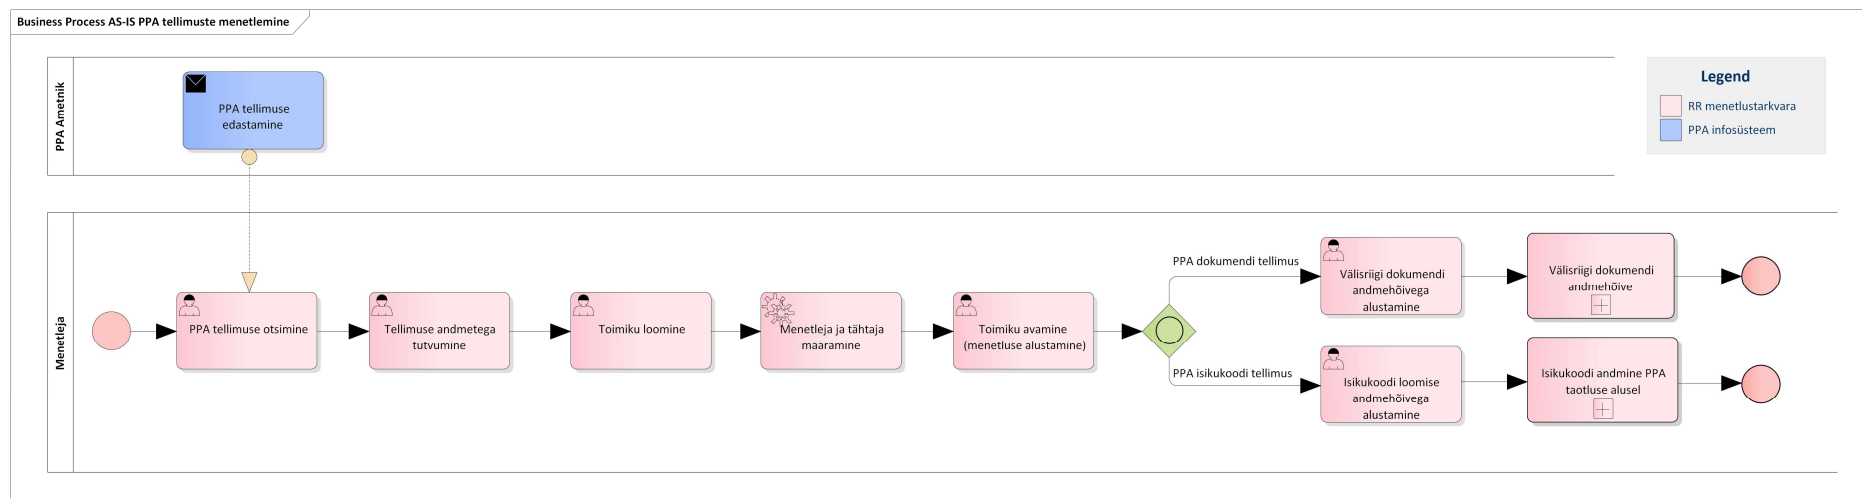 Business Process AS-IS PPA tellimuste menetlemine
PPA Ametnik
PPA tellimuse
edastamine
Legend
RR menetlustarkvara
PPA infosüsteem
Menetleja
PPA tellimuse otsimine
Tellimuse andmetega
tutvumine
Toimiku loomine
Menetleja ja tähtaja
maaramine
Toimiku avamine
(menetluse alustamine)
PPA dokumendi tellimus
Välisriigi dokumendi
andmehõivega
alustamine
Välisriigi dokumendi
andmehõive
PPA isikukoodi tellimus
Isikukoodi loomise
andmehõivega
alustamine
Isikukoodi andmine PPA
taotluse alusel